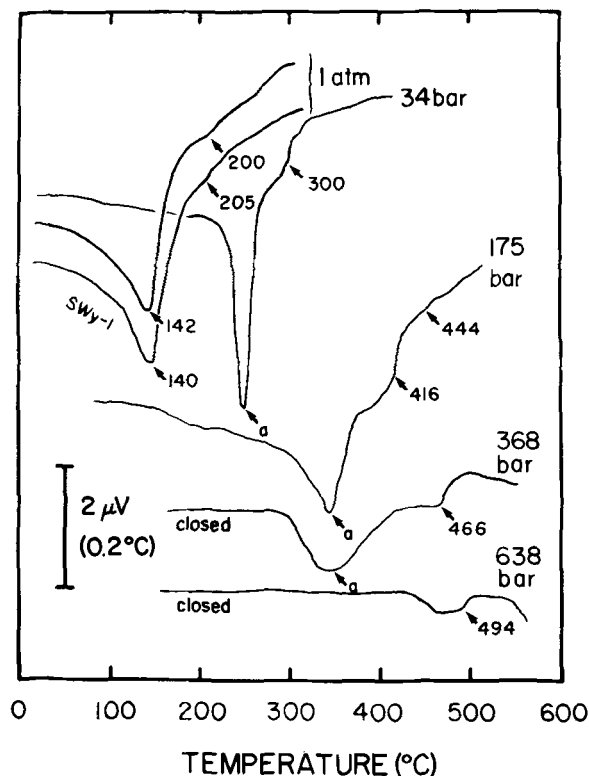 1 atm
34 bar
200
205
300
175
bar
SWy-1
142
140
444
416
a
368
bar
2 μV
(0.2°C)
closed
a
466
a
638
bar
closed
494
0 100 200 300 400 500 600
TEMPERATURE (°C)